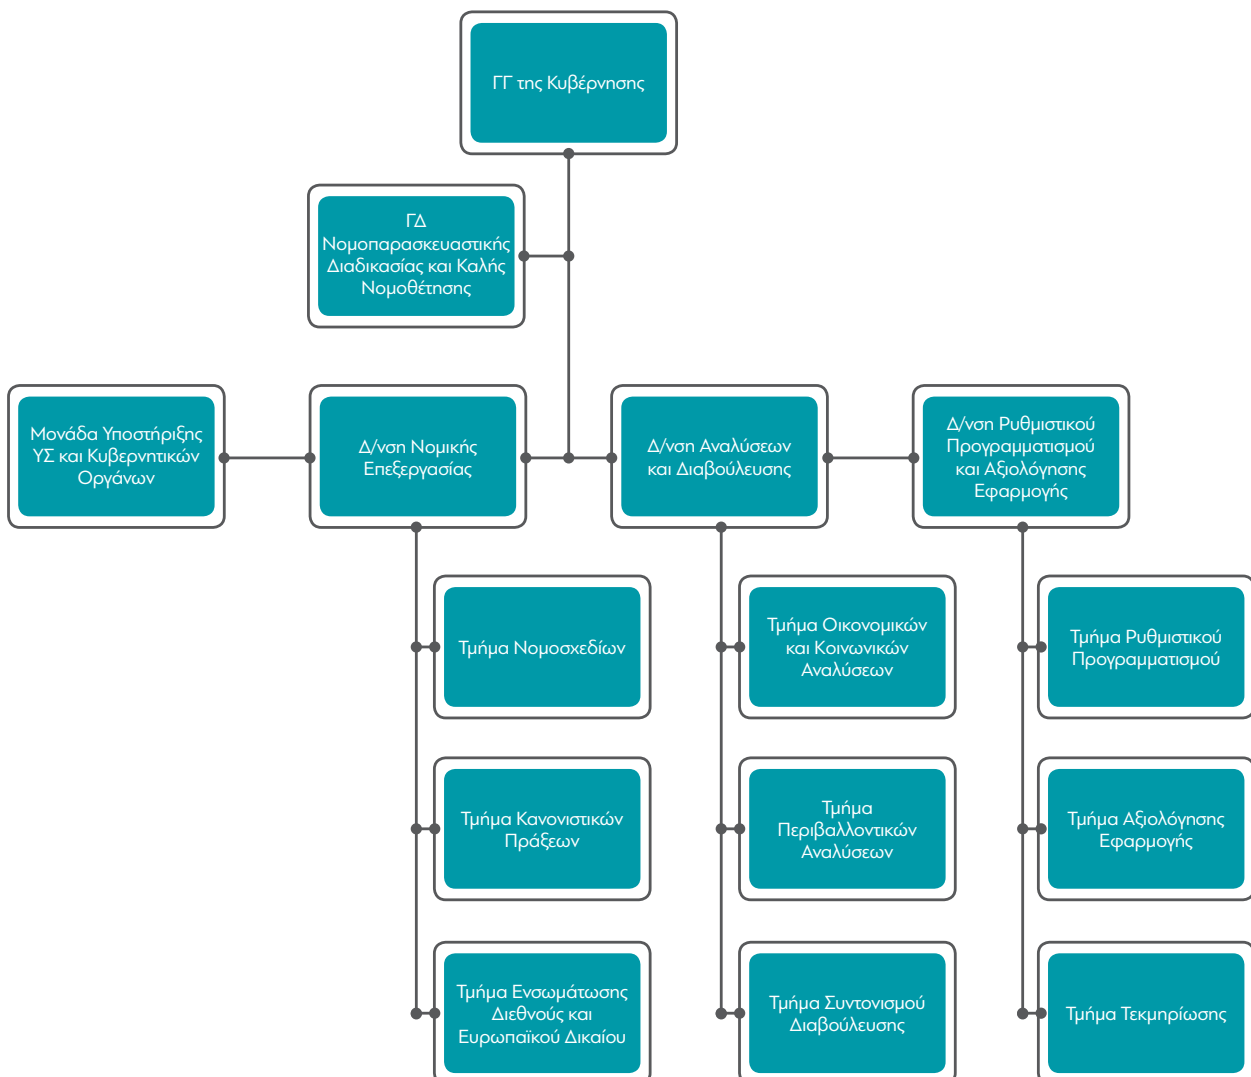 ΓΓ της Κυβέρνησης
ΓΔ
Νομοπαρασκευαστικής
Διαδικασίας και Καλής
Νομοθέτησης
Μονάδα Υποστήριξης
ΥΣ και Κυβερνητικών
Οργάνων
Δ/νση Νομικής
Επεξεργασίας
Δ/νση Αναλύσεων
και Διαβούλευσης
Δ/νση Ρυθμιστικού
Προγραμματισμού
και Αξιολόγησης
Εφαρμογής
Τμήμα Νομοσχεδίων
Τμήμα Οικονομικών
και Κοινωνικών
Αναλύσεων
Τμήμα Ρυθμιστικού
Προγραμματισμού
Τμήμα Κανονιστικών
Πράξεων
Τμήμα
Περιβαλλοντικών
Αναλύσεων
Τμήμα Αξιολόγησης
Εφαρμογής
Τμήμα Ενσωμάτωσης
Διεθνούς και
Ευρωπαϊκού Δικαίου
Τμήμα Συντονισμού
Διαβούλευσης
Τμήμα Τεκμηρίωσης